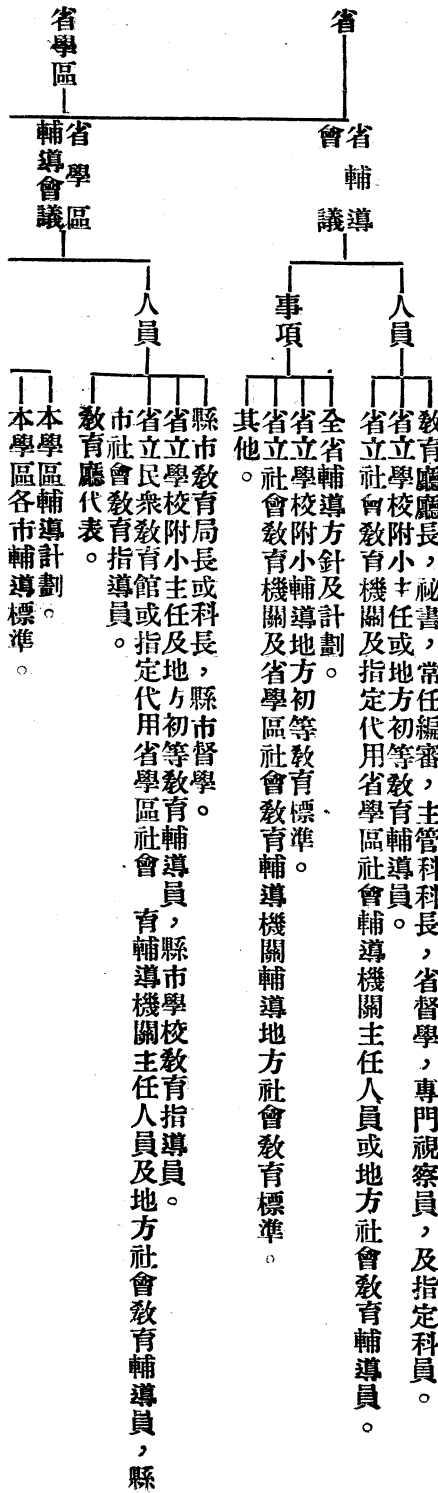 省
省輔導
會議
人員
教育廳廳長，祕書，常任編審，主管科科長，省督學，專門視察員，及指定科員。
省立學校附小主任或地方初等教育輔導員。
省立社會教育機關及指定代用省學區社會輔導機關主任人員或地方社會教育輔導員。
事項
全省輔導方針及計劃。
省立學校附小輔導地方初等教育標準。
省立社會教育機關及省學區社會教育輔導機關輔導地方社會教育標準。
其他。
省學區
省學區
輔導會議
人員
縣市教育局長或科長，縣市督學。
省立學校附小主任及地方初等教育輔導員，縣市學校教育指導員。
省立民衆教育館或指定代用省學區社會 育輔導機關主任人員及地方社會教育輔導員，縣
市社會教育指導員。
教育廳代表。
本學區輔導計劃。
本學區各市輔導標準。